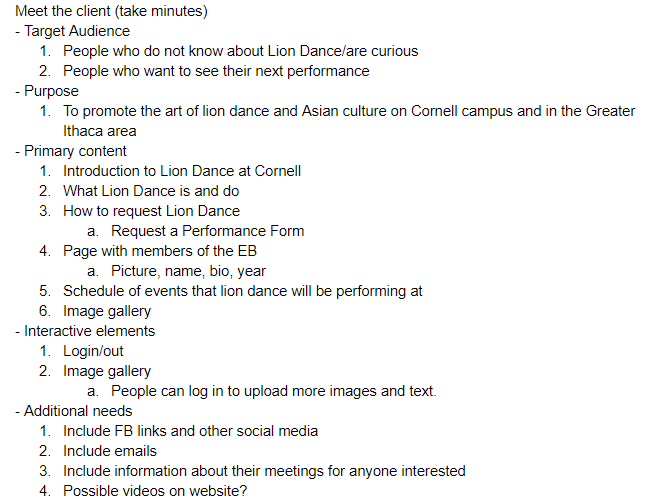 Meet the client (take minutes)
- Target Audience
1. People who do not know about Lion Dance/are curious
2. People who want to see their next performance
- Purpose
1. To promote the art of lion dance and Asian culture on Cornell campus and in the Greater
Ithaca area
- Primary content
1. Introduction to Lion Dance at Cornell
2. What Lion Dance is and do
3. How to request Lion Dance
a. Request a Performance Form
4. Page with members of the EB
a. Picture, name, bio, year
5. Schedule of events that lion dance will be performing at
6. Image gallery
- Interactive elements
1. Login/out
2. Image gallery
a. People can log in to upload more images and text.
- Additional needs
1. Include FB links and other social media
2. Include emails
3. Include information about their meetings for anyone interested
4. Possible videos on website?